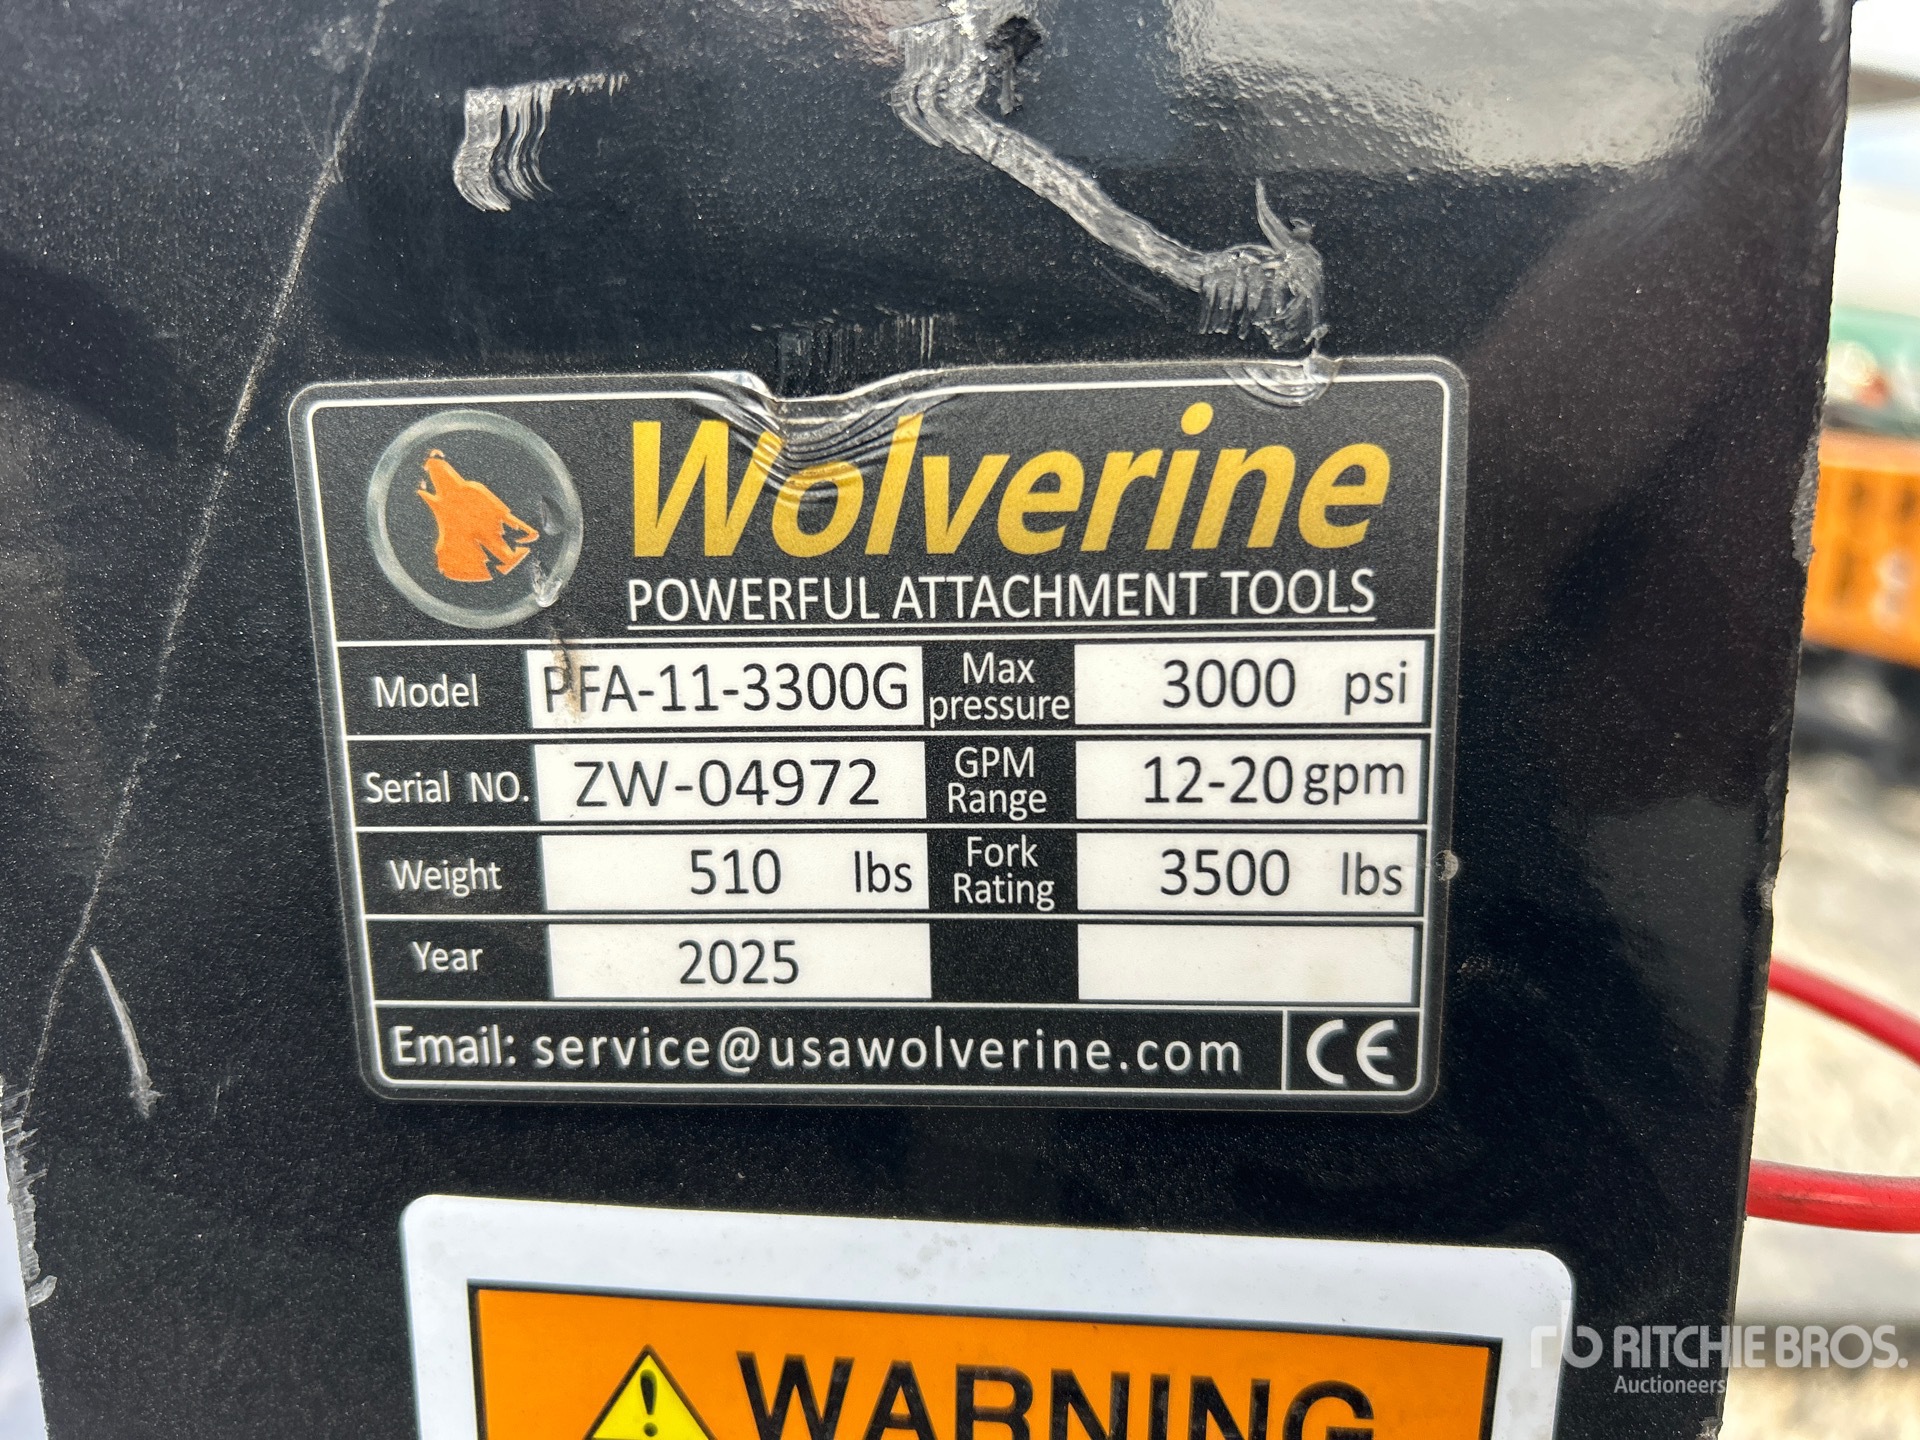 Wolverine
POWERFUL ATTACHMENT TOOLS
Model PFA-11-3300G Max pressure 3000 psi
Serial NO. ZW-04972 GPM Range 12-20 gpm
Weight 510 lbs Fork Rating 3500 lbs
Year 2025
Email: service@usawolverine.com CE
WARNING
rb RITCHIE BROS.
Auctioneers